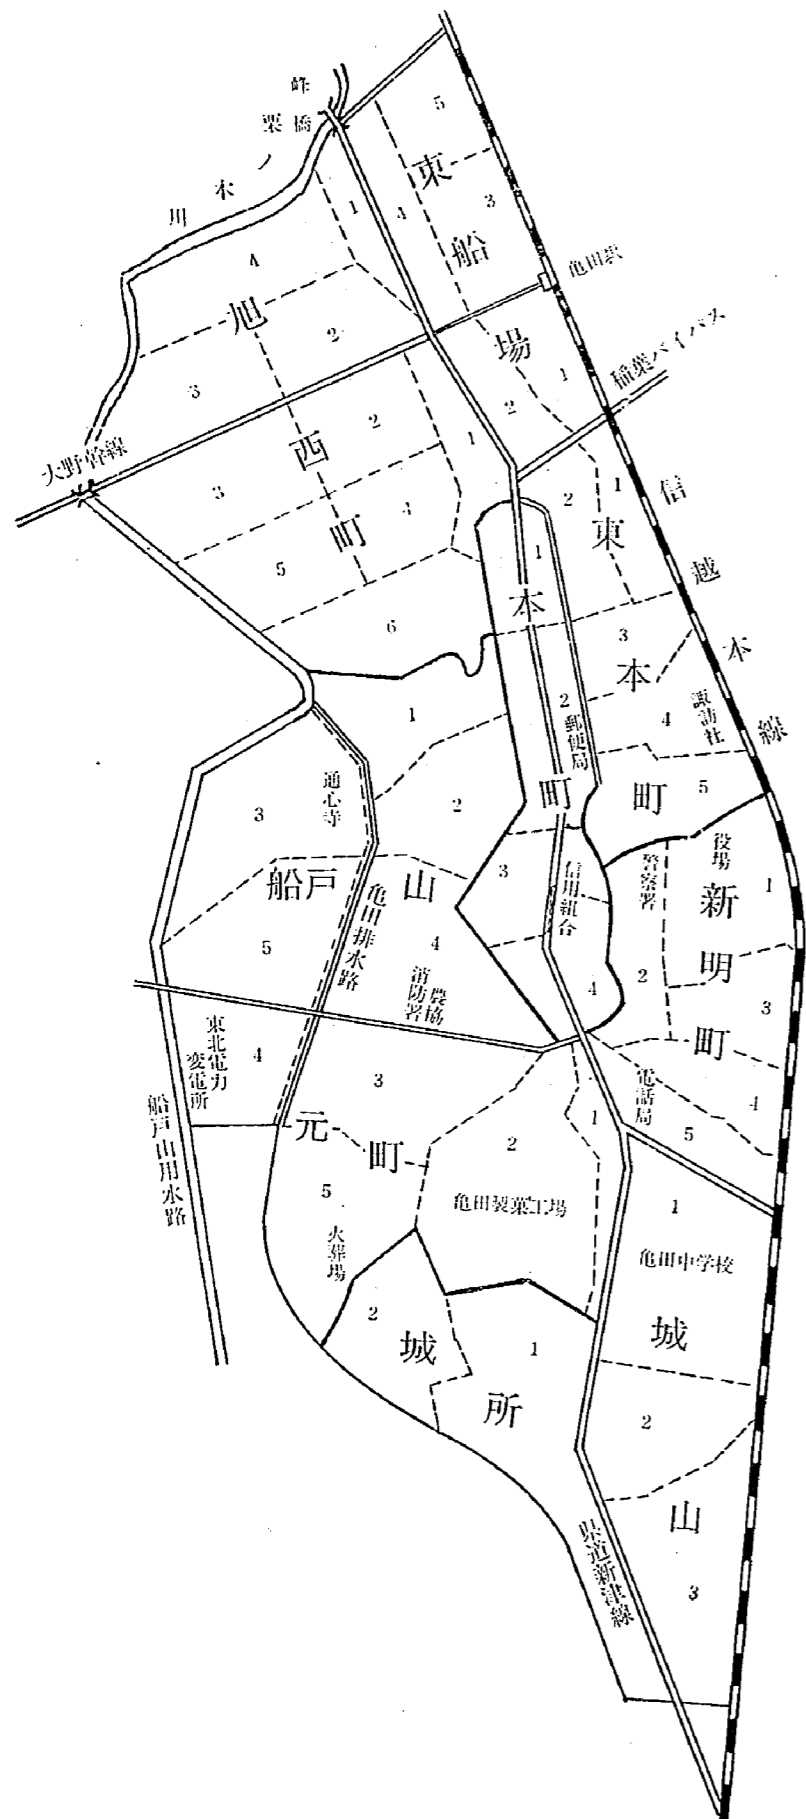 峰
栗橋
ノ
木
川
5
東
3
4
1
船
4
亀田駅
旭
2
場
稲葉バイパス
3
1
2
2
大野幹線
西
1
3
4
1
信
2
町
東
5
1
越
本
6
3
本
本
1
2
4
諏訪社
線
郵便局
通心寺
町
町
5
3
2
役場
警察署
1
3
信用組合
新
船戸
山
亀田排水路
明
5
4
農協
消防署
4
2
3
東北電力
変電所
4
町
3
電話局
4
船戸山用水路
元
町
1
2
5
5
亀田製菓工場
1
火葬場
亀田中学校
2
城
1
城
所
2
山
県道新津線
3